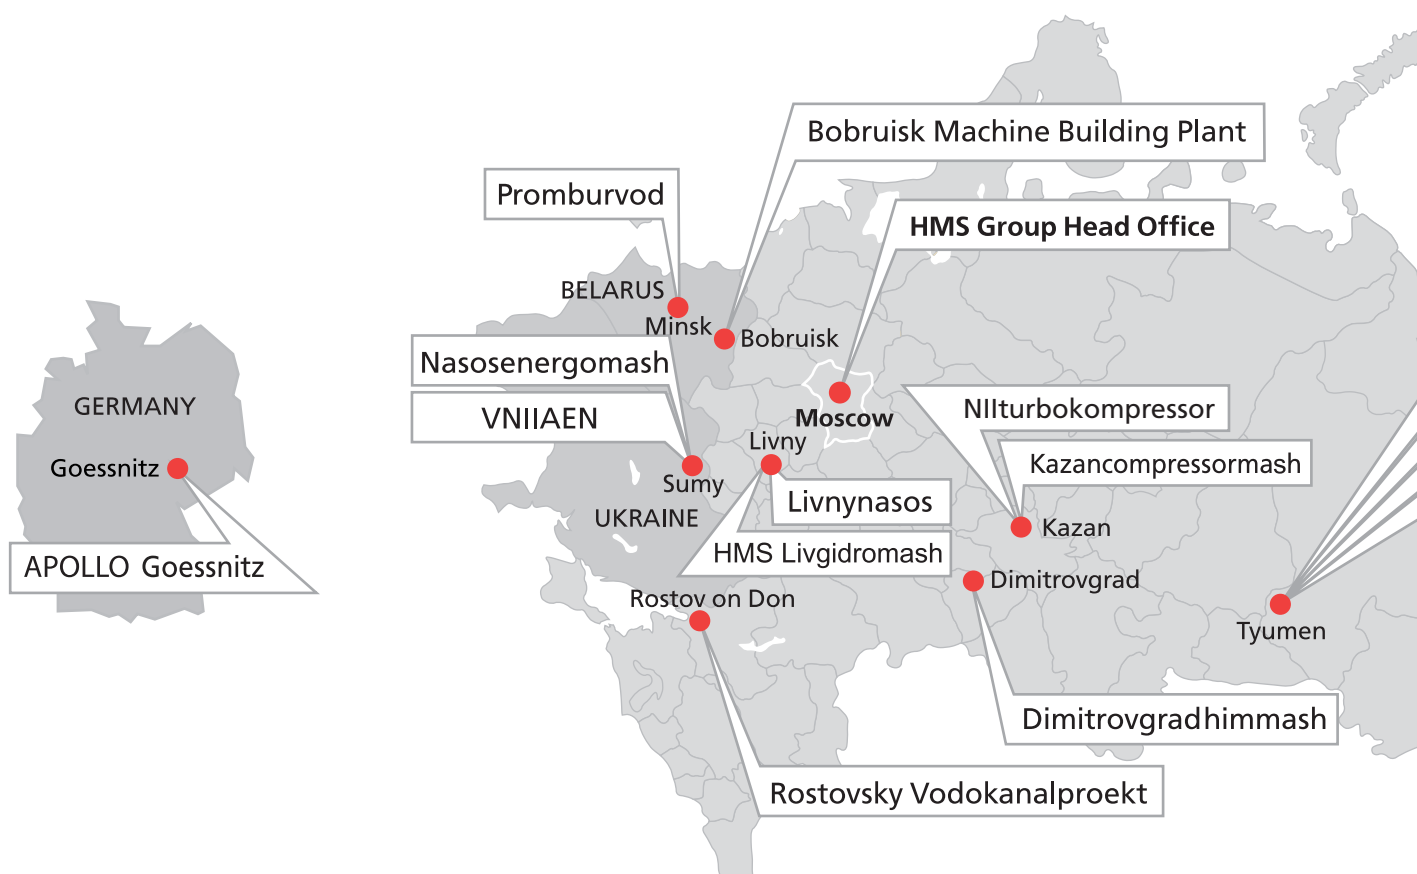 Bobruisk Machine Building Plant
Promburvod
HMS Group Head Office
BELARUS
Minsk
Bobruisk
Nasosenergomash
VNIIAEN
Moscow
NIIturbokompressor
GERMANY
Livny
Kazancompressormash
Goessnitz
Sumy
Livnynasos
UKRAINE
Kazan
HMS Livgidromash
APOLLO Goessnitz
Dimitrovgrad
Rostov on Don
Tyumen
Dimitrovgradhimmash
Rostovsky Vodokanalproekt